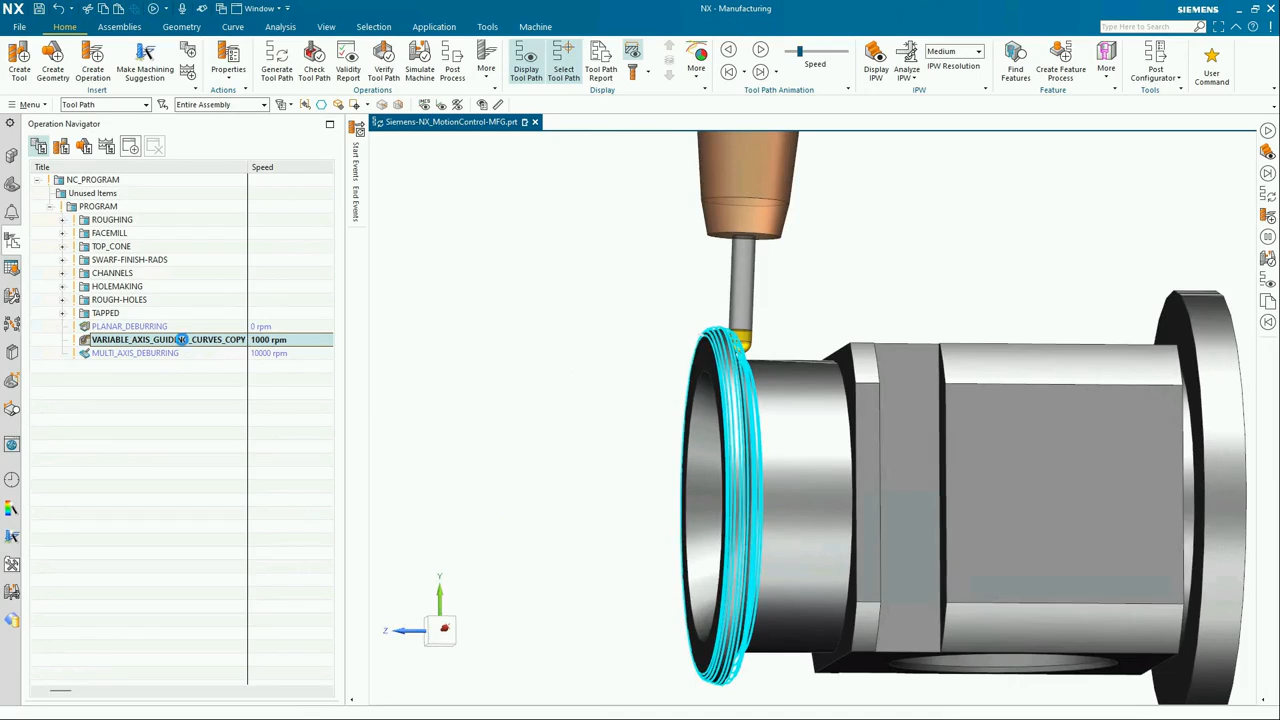 NX
Window
NX - Manufacturing
SIEMENS
File
Home
Assemblies
Geometry
Curve
Analysis
View
Selection
Application
Tools
Machine
Type Here to Search
Create Tool
Create Geometry
Create Operation
Make Machining Suggestion
Properties
Generate Tool Path
Check Tool Path
Validity Report
Verify Tool Path
Simulate Machine
Post Process
More
Display Tool Path
Select Tool Path
Tool Path Report
More
Speed
Display IPW
Analyze IPW
Medium
IPW Resolution
Find Features
Create Feature Process
More
Post Configurator
User Command
Insert
Actions
Operations
Display
Tool Path Animation
IPW
Feature
Tools
Menu
Tool Path
Entire Assembly
Operation Navigator
Siemens-NX_MotionControl-MFG.prt
Start Events
End Events
Title
Speed
NC_PROGRAM
Unused Items
PROGRAM
ROUGHING
FACEMILL
TOP_CONE
SWARF-FINISH-RADS
CHANNELS
HOLEMAKING
ROUGH-HOLES
TAPPED
PLANAR_DEBURRING 0 rpm
VARIABLE_AXIS_GUIDING_CURVES_COPY 1000 rpm
MULTI_AXIS_DEBURRING 10000 rpm
Y
Z